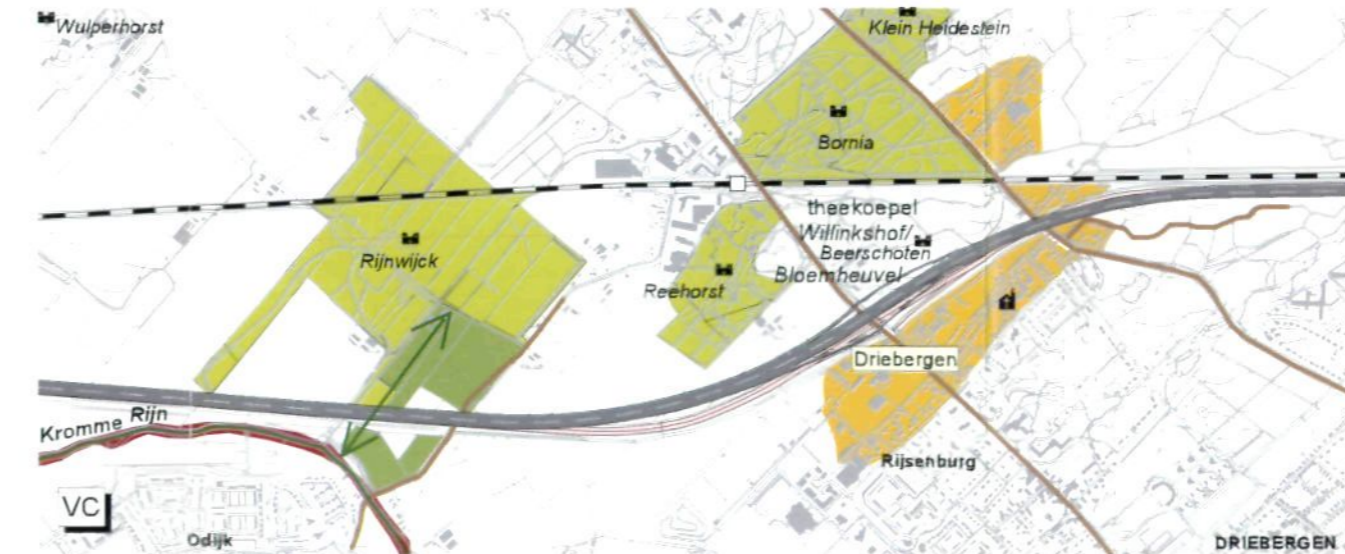 Wulperhorst
Klein Heidestein
Bornia
theekoepel
Willinkshof/
Beerschoten
Bloemheuvel
Rijnwijck
Reehorst
Driebergen
Kromme Rijn
Rijsenburg
VC
Odijk
DRIEBERGEN